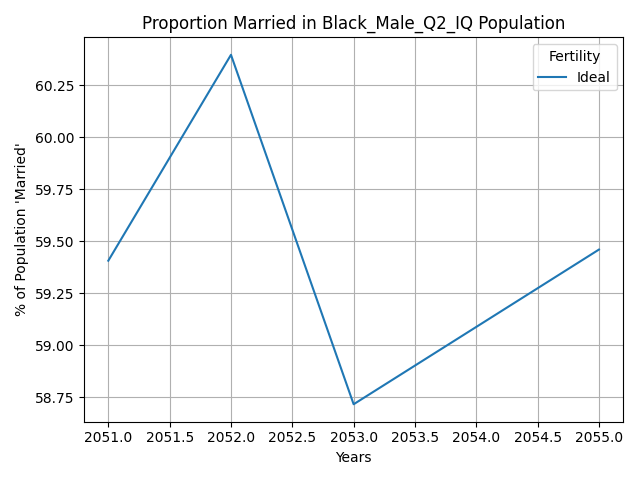 Proportion Married in Black_Male_Q2_IQ Population
Fertility
Ideal
% of Population 'Married'
60.25
60.00
59.75
59.50
59.25
59.00
58.75
2051.0 2051.5 2052.0 2052.5 2053.0 2053.5 2054.0 2054.5 2055.0
Years